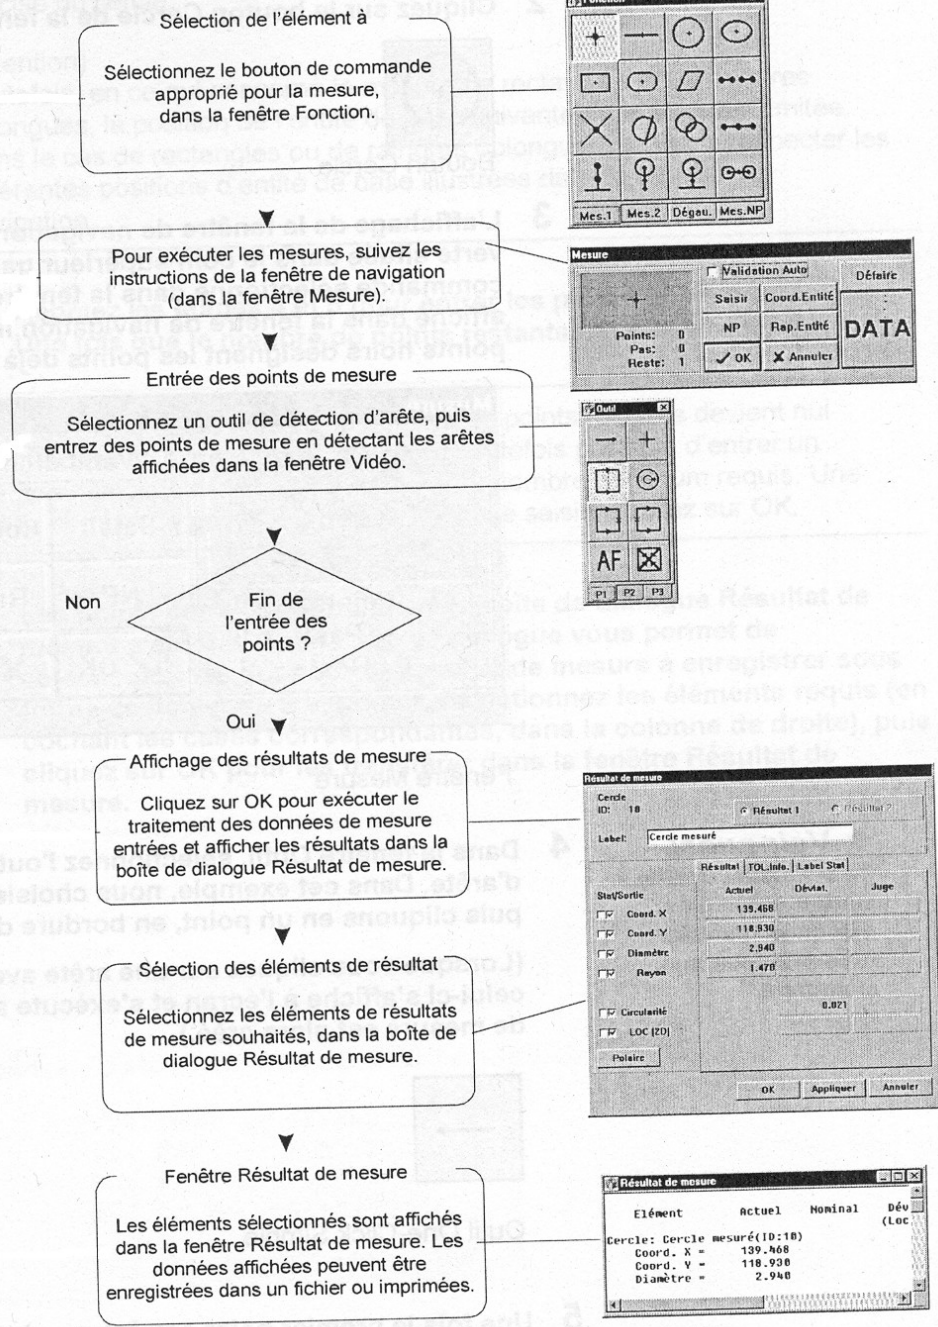 Sélection de l'élément à
Sélectionnez le bouton de commande
approprié pour la mesure,
dans la fenêtre Fonction.
Mes.1 Mes.2 Dégau. Mes.NP
Pour exécuter les mesures, suivez les
instructions de la fenêtre de navigation
(dans la fenêtre Mesure).
Mesure
Validation Auto
Défaire
Saisir Coord.Entité
NP Rap.Entité
DATA
Points: 0
Pas: 0
Reste: 1
OK Annuler
Entrée des points de mesure
Sélectionnez un outil de détection d'arête, puis
entrez des points de mesure en détectant les arêtes
affichées dans la fenêtre Vidéo.
Outil
AF
P1 P2 P3
Non
Fin de
l'entrée des
points ?
Oui
Affichage des résultats de mesure
Cliquez sur OK pour exécuter le
traitement des données de mesure
entrées et afficher les résultats dans la
boîte de dialogue Résultat de mesure.
Résultat de mesure
Cercle
ID: 10
Résultat 1
Résultat 2
Label: Cercle mesuré
Résultat TOL.Info. Label Stat
Stat/Sortie
Actuel Déviat. Juge
Coord. X 139.468
Coord. Y 118.930
Diamètre 2.940
Rayon 1.470
Circularité 0.021
LOC (2D)
Polaire
OK Appliquer Annuler
Sélection des éléments de résultat
Sélectionnez les éléments de résultats
de mesure souhaités, dans la boîte de
dialogue Résultat de mesure.
Fenêtre Résultat de mesure
Les éléments sélectionnés sont affichés
dans la fenêtre Résultat de mesure. Les
données affichées peuvent être
enregistrées dans un fichier ou imprimées.
Résultat de mesure
Elément Actuel Nominal Dév
(Loc
Cercle: Cercle mesuré(ID:10)
Coord. X = 139.468
Coord. Y = 118.930
Diamètre = 2.940